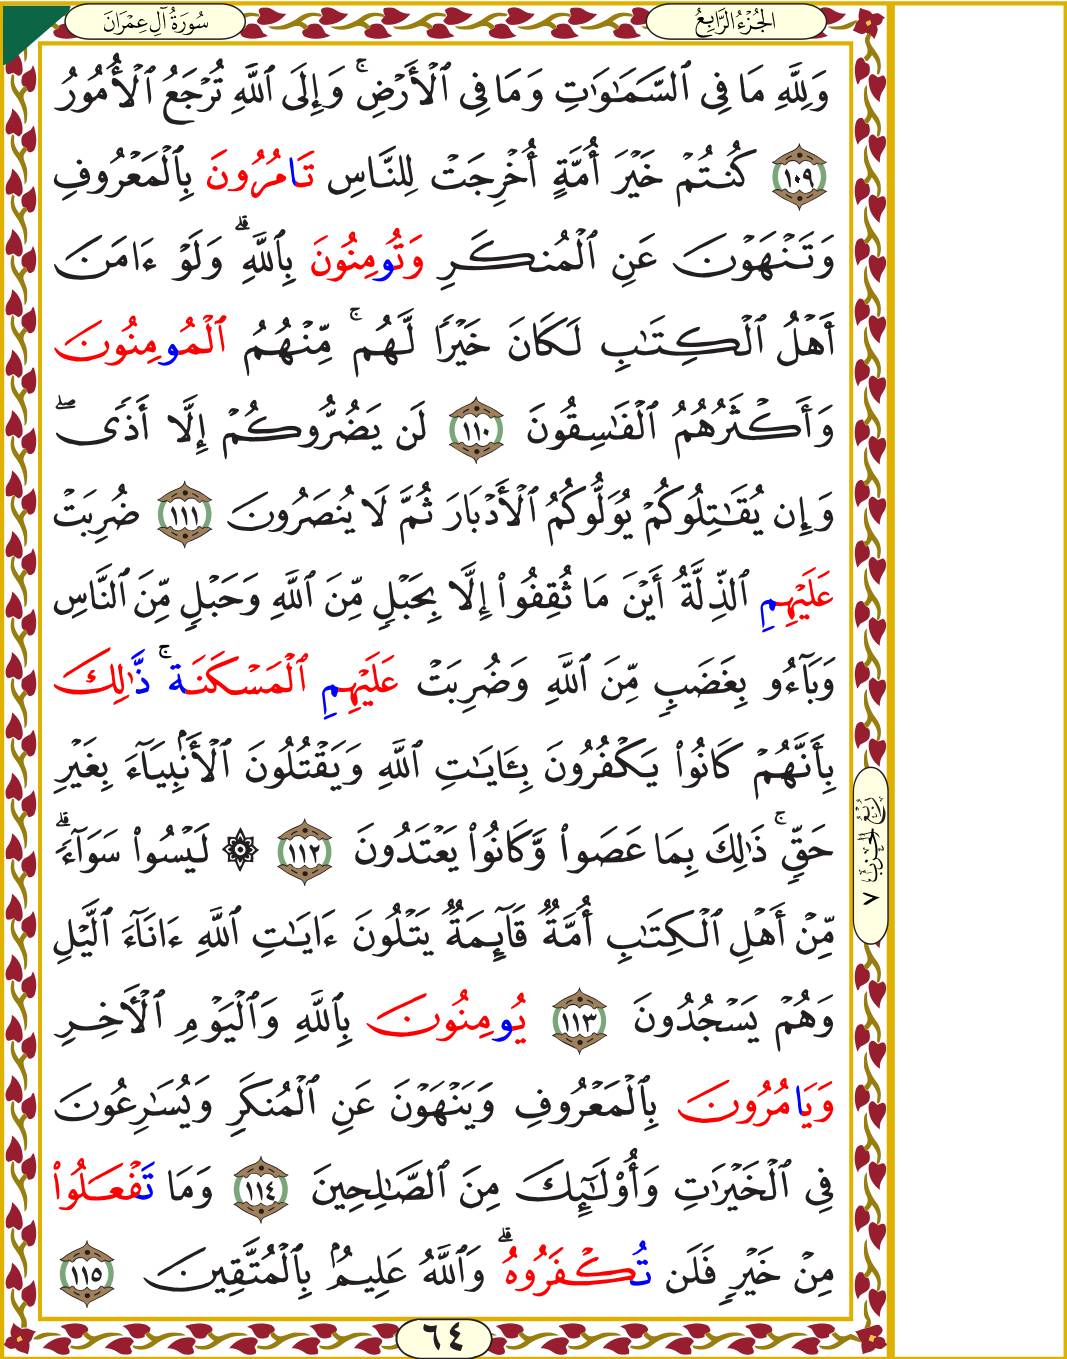 سُورَةُ آلِ عِمْرَانَ
الجُزْءُ الرَّابِعُ
وَلِلَّهِ مَا فِي ٱلسَّمَٰوَٰتِ وَمَا فِي ٱلْأَرْضِۚ وَإِلَى ٱللَّهِ تُرْجَعُ ٱلْأُمُورُ
١٠٩ كُنتُمْ خَيْرَ أُمَّةٍ أُخْرِجَتْ لِلنَّاسِ تَامُرُونَ بِٱلْمَعْرُوفِ
وَتَنْهَوْنَ عَنِ ٱلْمُنكَرِ وَتُومِنُونَ بِٱللَّهِۗ وَلَوْ ءَامَنَ
أَهْلُ ٱلْكِتَٰبِ لَكَانَ خَيْرًا لَّهُمۚ مِّنْهُمُ ٱلْمُومِنُونَ
وَأَكْثَرُهُمُ ٱلْفَٰسِقُونَ ١١٠ لَن يَضُرُّوكُمْ إِلَّا أَذًىۖ
وَإِن يُقَٰتِلُوكُمْ يُوَلُّوكُمُ ٱلْأَدْبَارَ ثُمَّ لَا يُنصَرُونَ ١١١ ضُرِبَتْ
عَلَيْهِمِ ٱلذِّلَّةُ أَيْنَ مَا ثُقِفُوا۟ إِلَّا بِحَبْلٍ مِّنَ ٱللَّهِ وَحَبْلٍ مِّنَ ٱلنَّاسِ
وَبَآءُو بِغَضَبٍ مِّنَ ٱللَّهِ وَضُرِبَتْ عَلَيْهِمِ ٱلْمَسْكَنَةۚ ذَّٰلِكَ
بِأَنَّهُمْ كَانُوا۟ يَكْفُرُونَ بِـَٔايَٰتِ ٱللَّهِ وَيَقْتُلُونَ ٱلْأَنۢبِيَآءَ بِغَيْرِ
حَقٍّۚ ذَٰلِكَ بِمَا عَصَوا۟ وَّكَانُوا۟ يَعْتَدُونَ ١١٢ ۞ لَيْسُوا۟ سَوَآءًۗ
مِّنْ أَهْلِ ٱلْكِتَٰبِ أُمَّةٌ قَآئِمَةٌ يَتْلُونَ ءَايَٰتِ ٱللَّهِ ءَانَآءَ ٱلَّيْلِ
وَهُمْ يَسْجُدُونَ ١١٣ يُومِنُونَ بِٱللَّهِ وَٱلْيَوْمِ ٱلْأٓخِرِ
وَيَامُرُونَ بِٱلْمَعْرُوفِ وَيَنْهَوْنَ عَنِ ٱلْمُنكَرِ وَيُسَٰرِعُونَ
فِي ٱلْخَيْرَٰتِ وَأُو۟لَٰٓئِكَ مِنَ ٱلصَّٰلِحِينَ ١١٤ وَمَا تَفْعَلُوا۟
مِنْ خَيْرٍ فَلَن تُكْفَرُوهُۗ وَٱللَّهُ عَلِيمٌۢ بِٱلْمُتَّقِينَ ١١٥
رُبْعُ الحِزْبِ ٧
٦٤